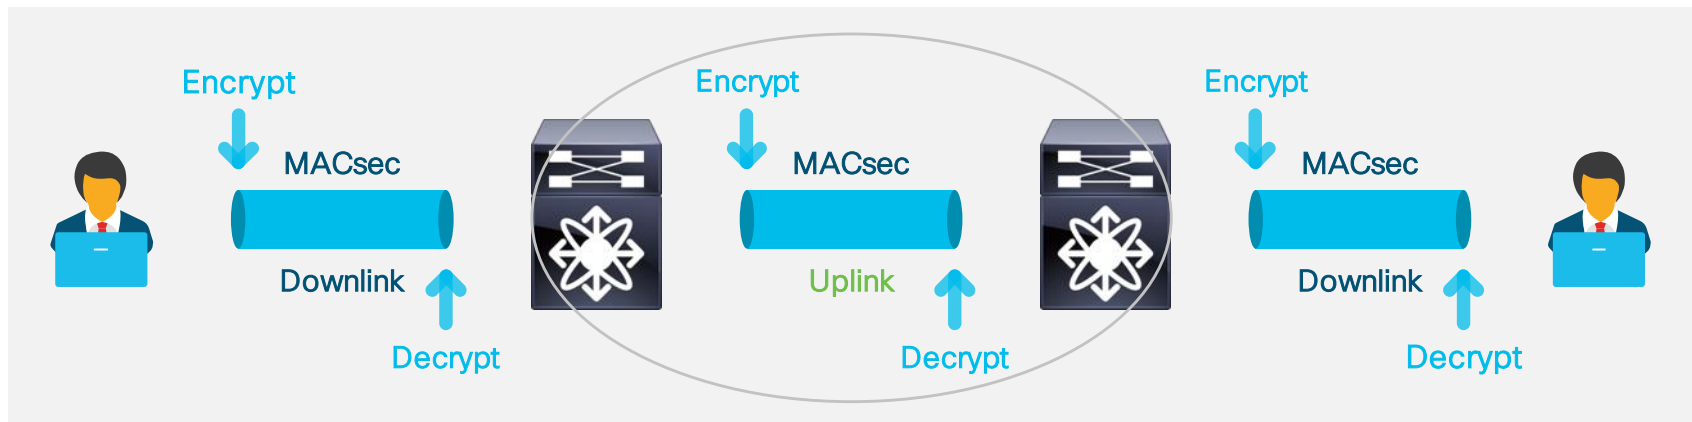 Encrypt
Encrypt
Encrypt
MACsec
MACsec
MACsec
Downlink
Uplink
Downlink
Decrypt
Decrypt
Decrypt